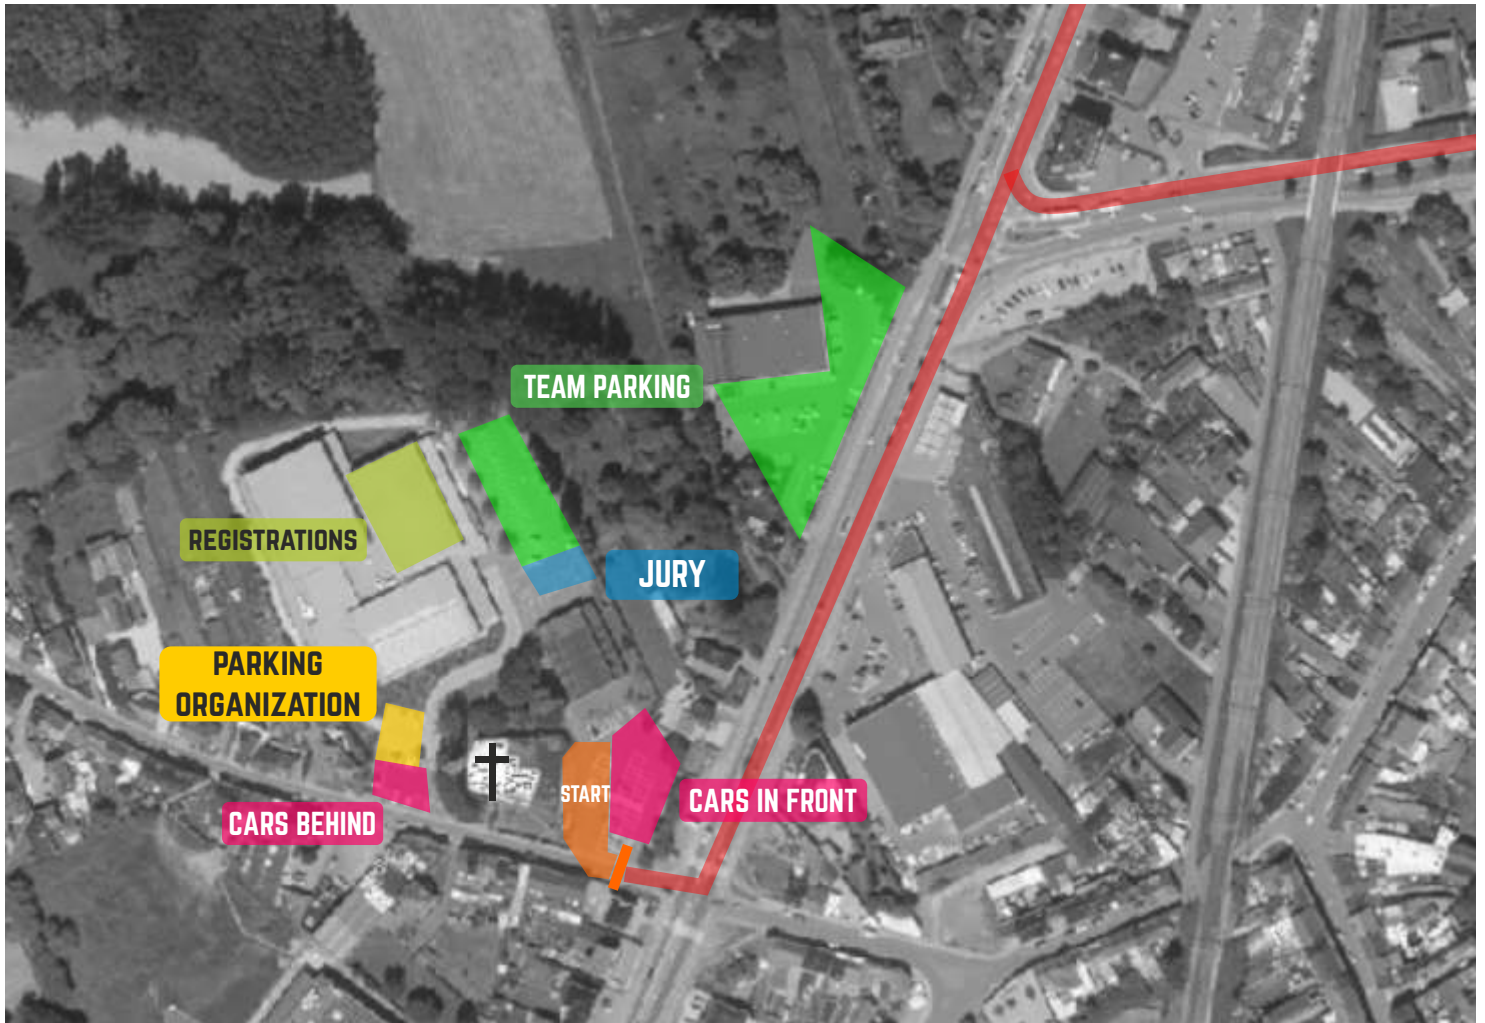 TEAM PARKING
REGISTRATIONS
JURY
PARKING
ORGANIZATION
START
CARS IN FRONT
CARS BEHIND